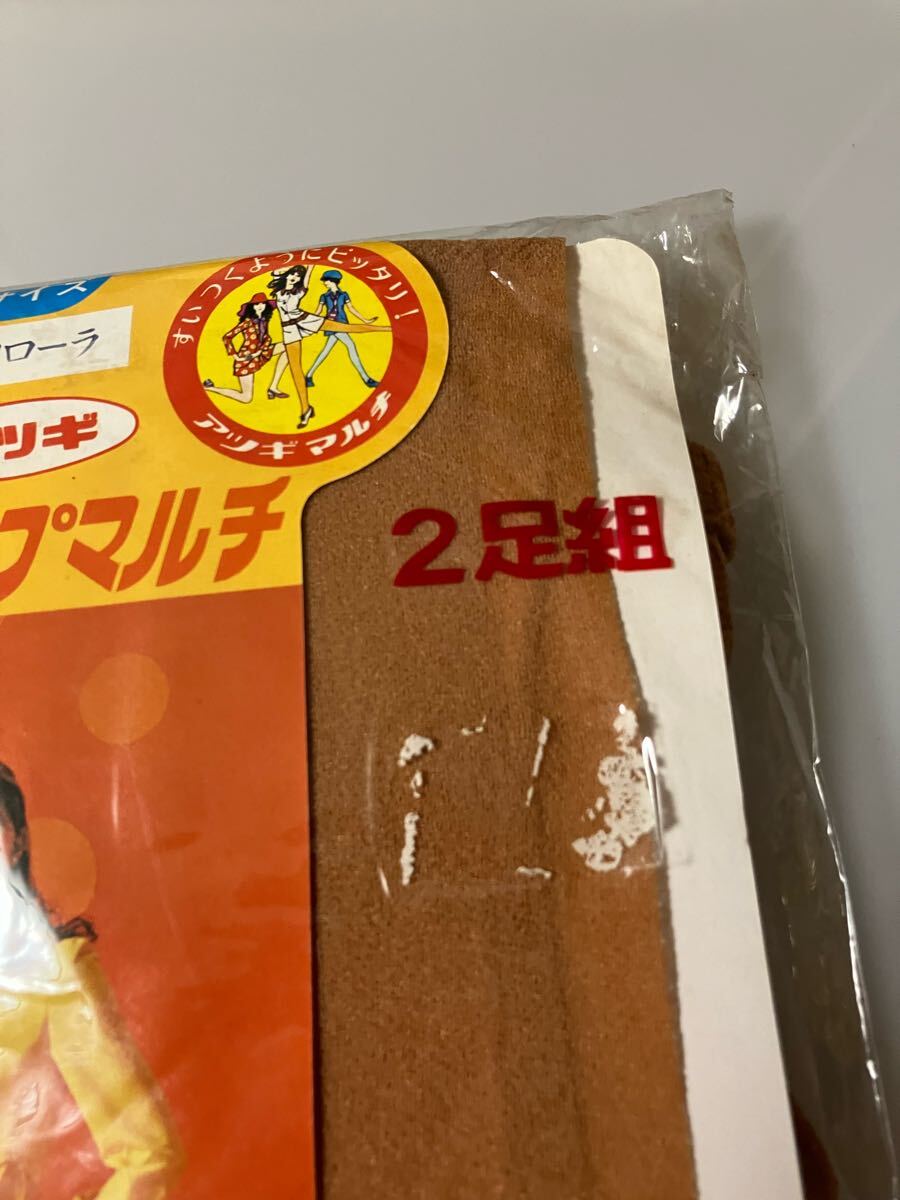 イズ
すいつくようにピッタリ!
アツギマルチ
ローラ
ツギ
プマルチ
2足組